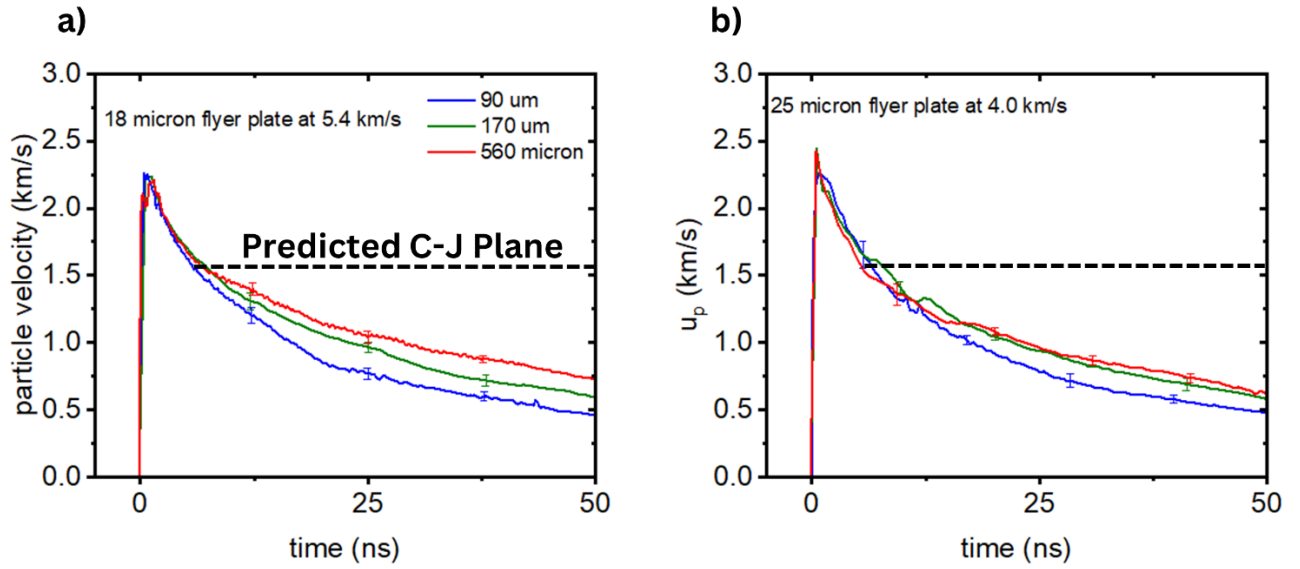 a)
18 micron flyer plate at 5.4 km/s
90 um
170 um
560 micron
Predicted C-J Plane
particle velocity (km/s)
3.0
2.5
2.0
1.5
1.0
0.5
0.0
0
25
50
time (ns)
b)
25 micron flyer plate at 4.0 km/s
up (km/s)
3.0
2.5
2.0
1.5
1.0
0.5
0.0
0
25
50
time (ns)